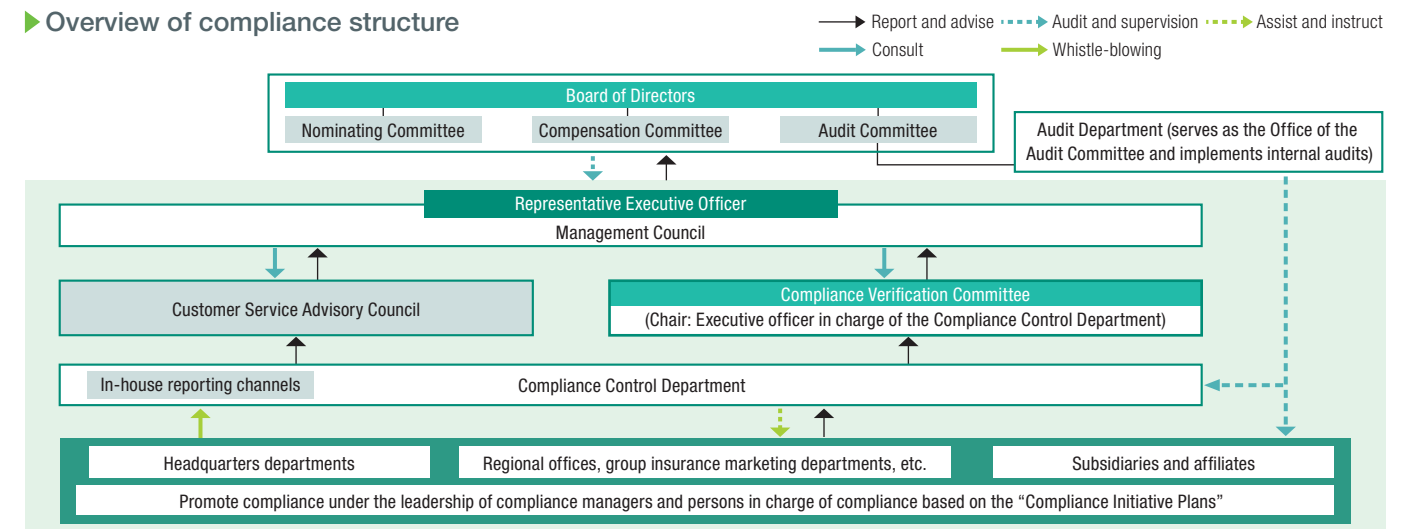 Overview of compliance structure
Report and advise
Audit and supervision
Assist and instruct
Consult
Whistle-blowing
Board of Directors
Nominating Committee
Compensation Committee
Audit Committee
Audit Department (serves as the Office of the
Audit Committee and implements internal audits)
Representative Executive Officer
Management Council
Customer Service Advisory Council
Compliance Verification Committee
(Chair: Executive officer in charge of the Compliance Control Department)
In-house reporting channels
Compliance Control Department
Headquarters departments
Regional offices, group insurance marketing departments, etc.
Subsidiaries and affiliates
Promote compliance under the leadership of compliance managers and persons in charge of compliance based on the “Compliance Initiative Plans”